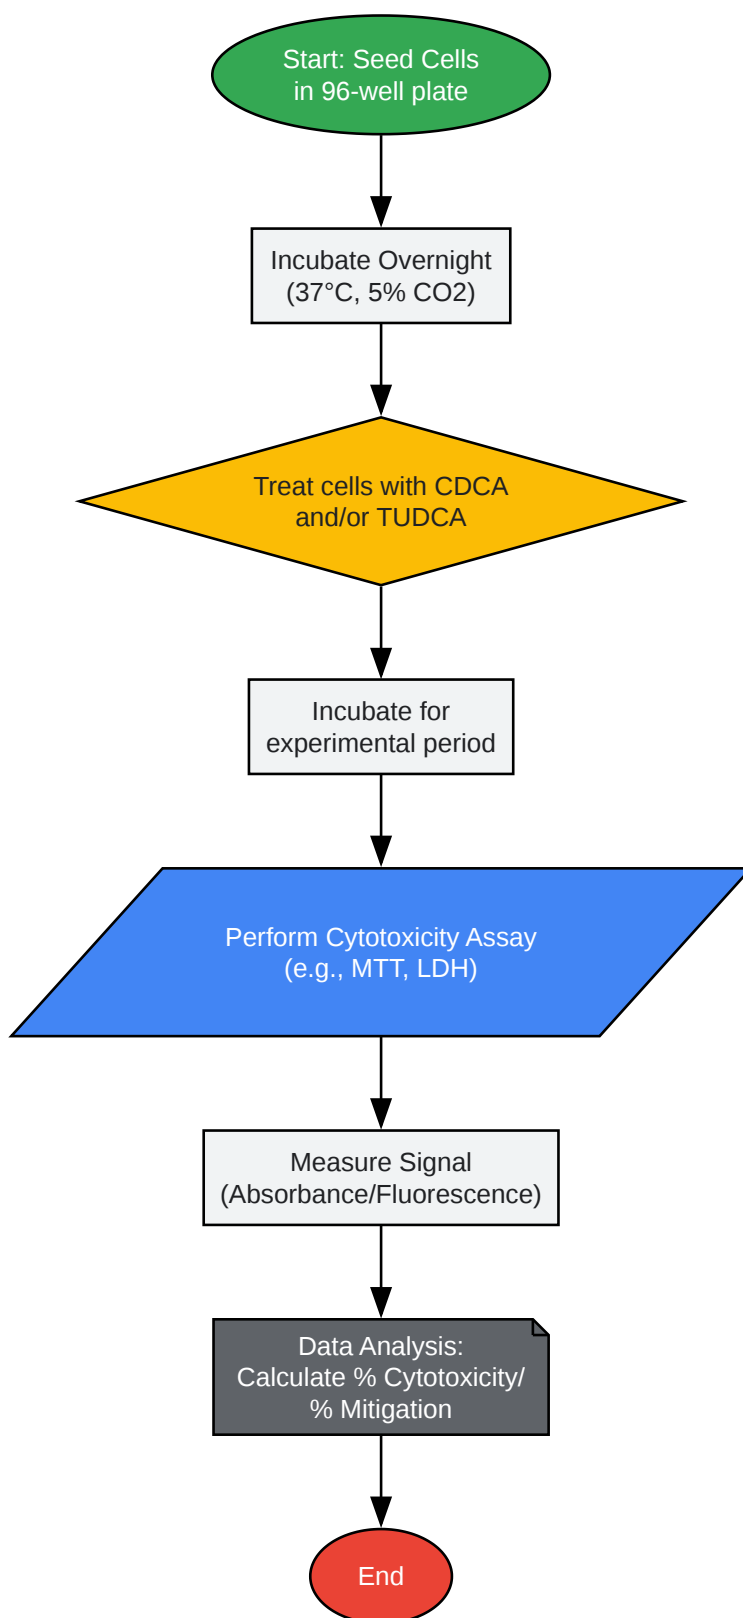 Start: Seed Cells
in 96-well plate
Incubate Overnight
(37°C, 5% CO2)
Treat cells with CDCA
and/or TUDCA
Incubate for
experimental period
Perform Cytotoxicity Assay
(e.g., MTT, LDH)
Measure Signal
(Absorbance/Fluorescence)
Data Analysis:
Calculate % Cytotoxicity/
% Mitigation
End